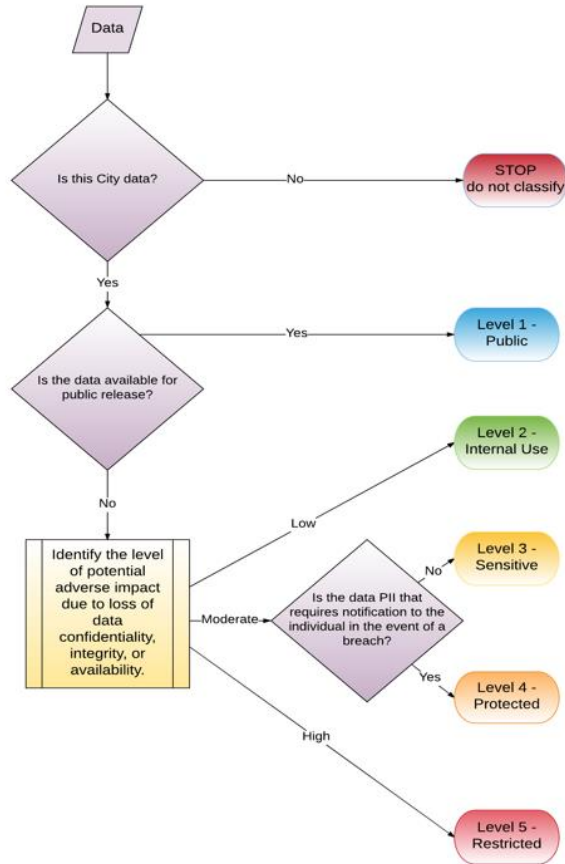 Data
Is this City data?
No
STOP
do not classify
Yes
Is the data available for
public release?
Yes
Level 1 -
Public
No
Level 2 -
Internal Use
Low
Identify the level
of potential
adverse impact
due to loss of
data
confidentiality,
integrity, or
availability.
Moderate
Is the data PII that
requires notification to the
individual in the event of a
breach?
No
Level 3 -
Sensitive
Yes
Level 4 -
Protected
High
Level 5 -
Restricted